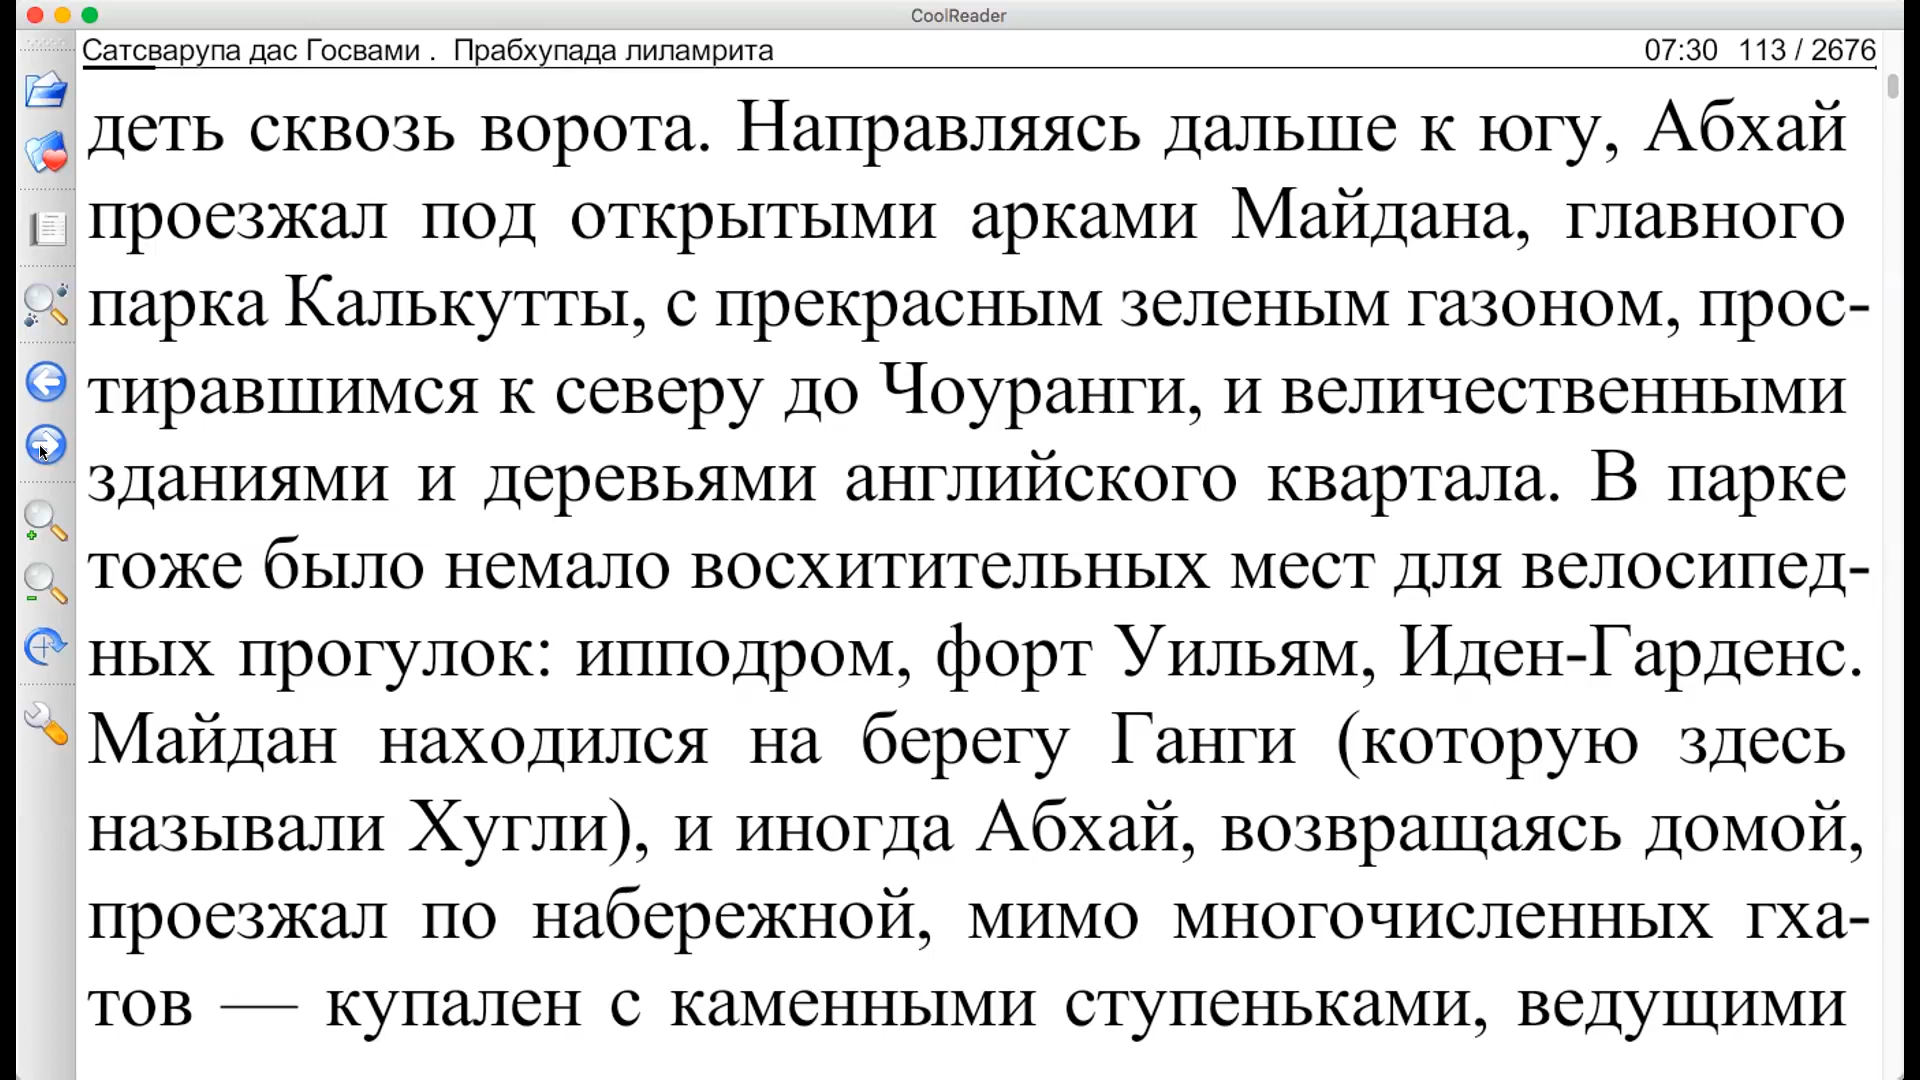 CoolReader
Сатсварупа дас Госвами .  Прабхупада лиламрита 07:30 113 / 2676
деть сквозь ворота. Направляясь дальше к югу, Абхай
проезжал под открытыми арками Майдана, главного
парка Калькутты, с прекрасным зеленым газоном, прос-
тиравшимся к северу до Чоуранги, и величественными
зданиями и деревьями английского квартала. В парке
тоже было немало восхитительных мест для велосипед-
ных прогулок: ипподром, форт Уильям, Иден-Гарденс.
Майдан находился на берегу Ганги (которую здесь
называли Хугли), и иногда Абхай, возвращаясь домой,
проезжал по набережной, мимо многочисленных гха-
тов — купален с каменными ступеньками, ведущими